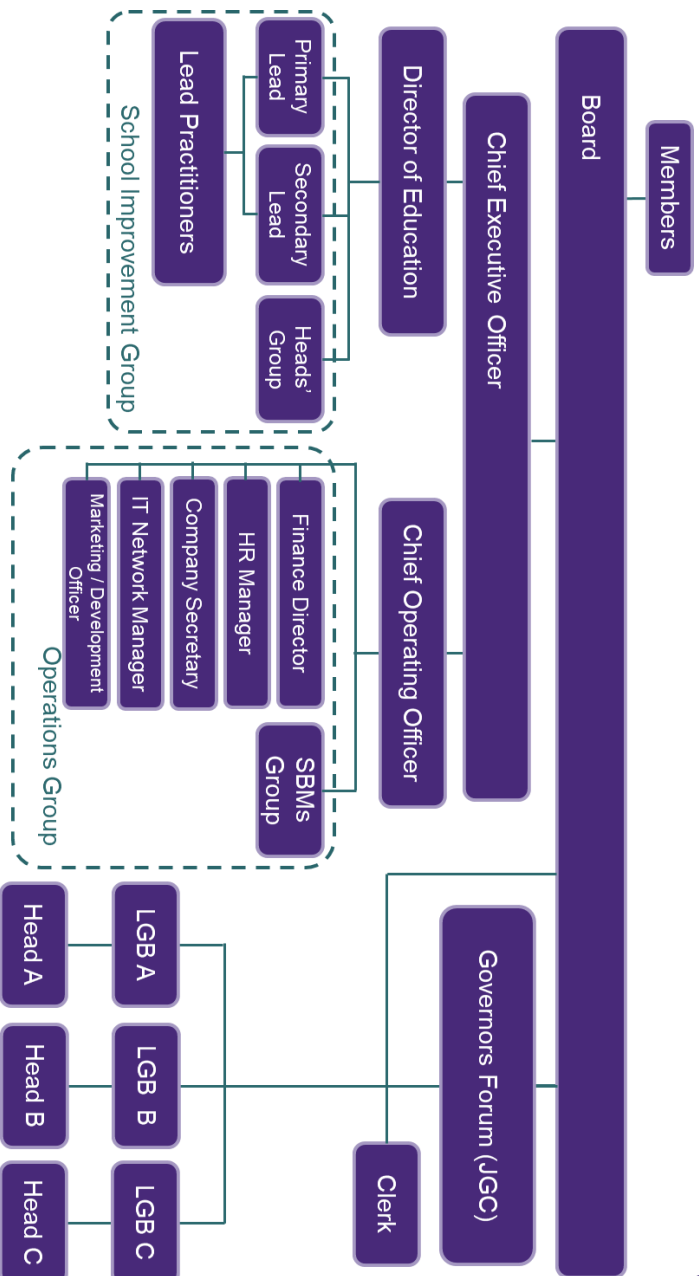 Members
Board
Chief Executive Officer
Governors Forum (JGC)
Director of Education
Chief Operating Officer
Clerk
Primary
Lead
Secondary
Lead
Heads'
Group
Lead Practitioners
School Improvement Group
Finance Director
HR Manager
Company Secretary
IT Network Manager
Marketing / Development
Officer
SBMs
Group
Operations Group
LGB A
LGB B
LGB C
Head A
Head B
Head C